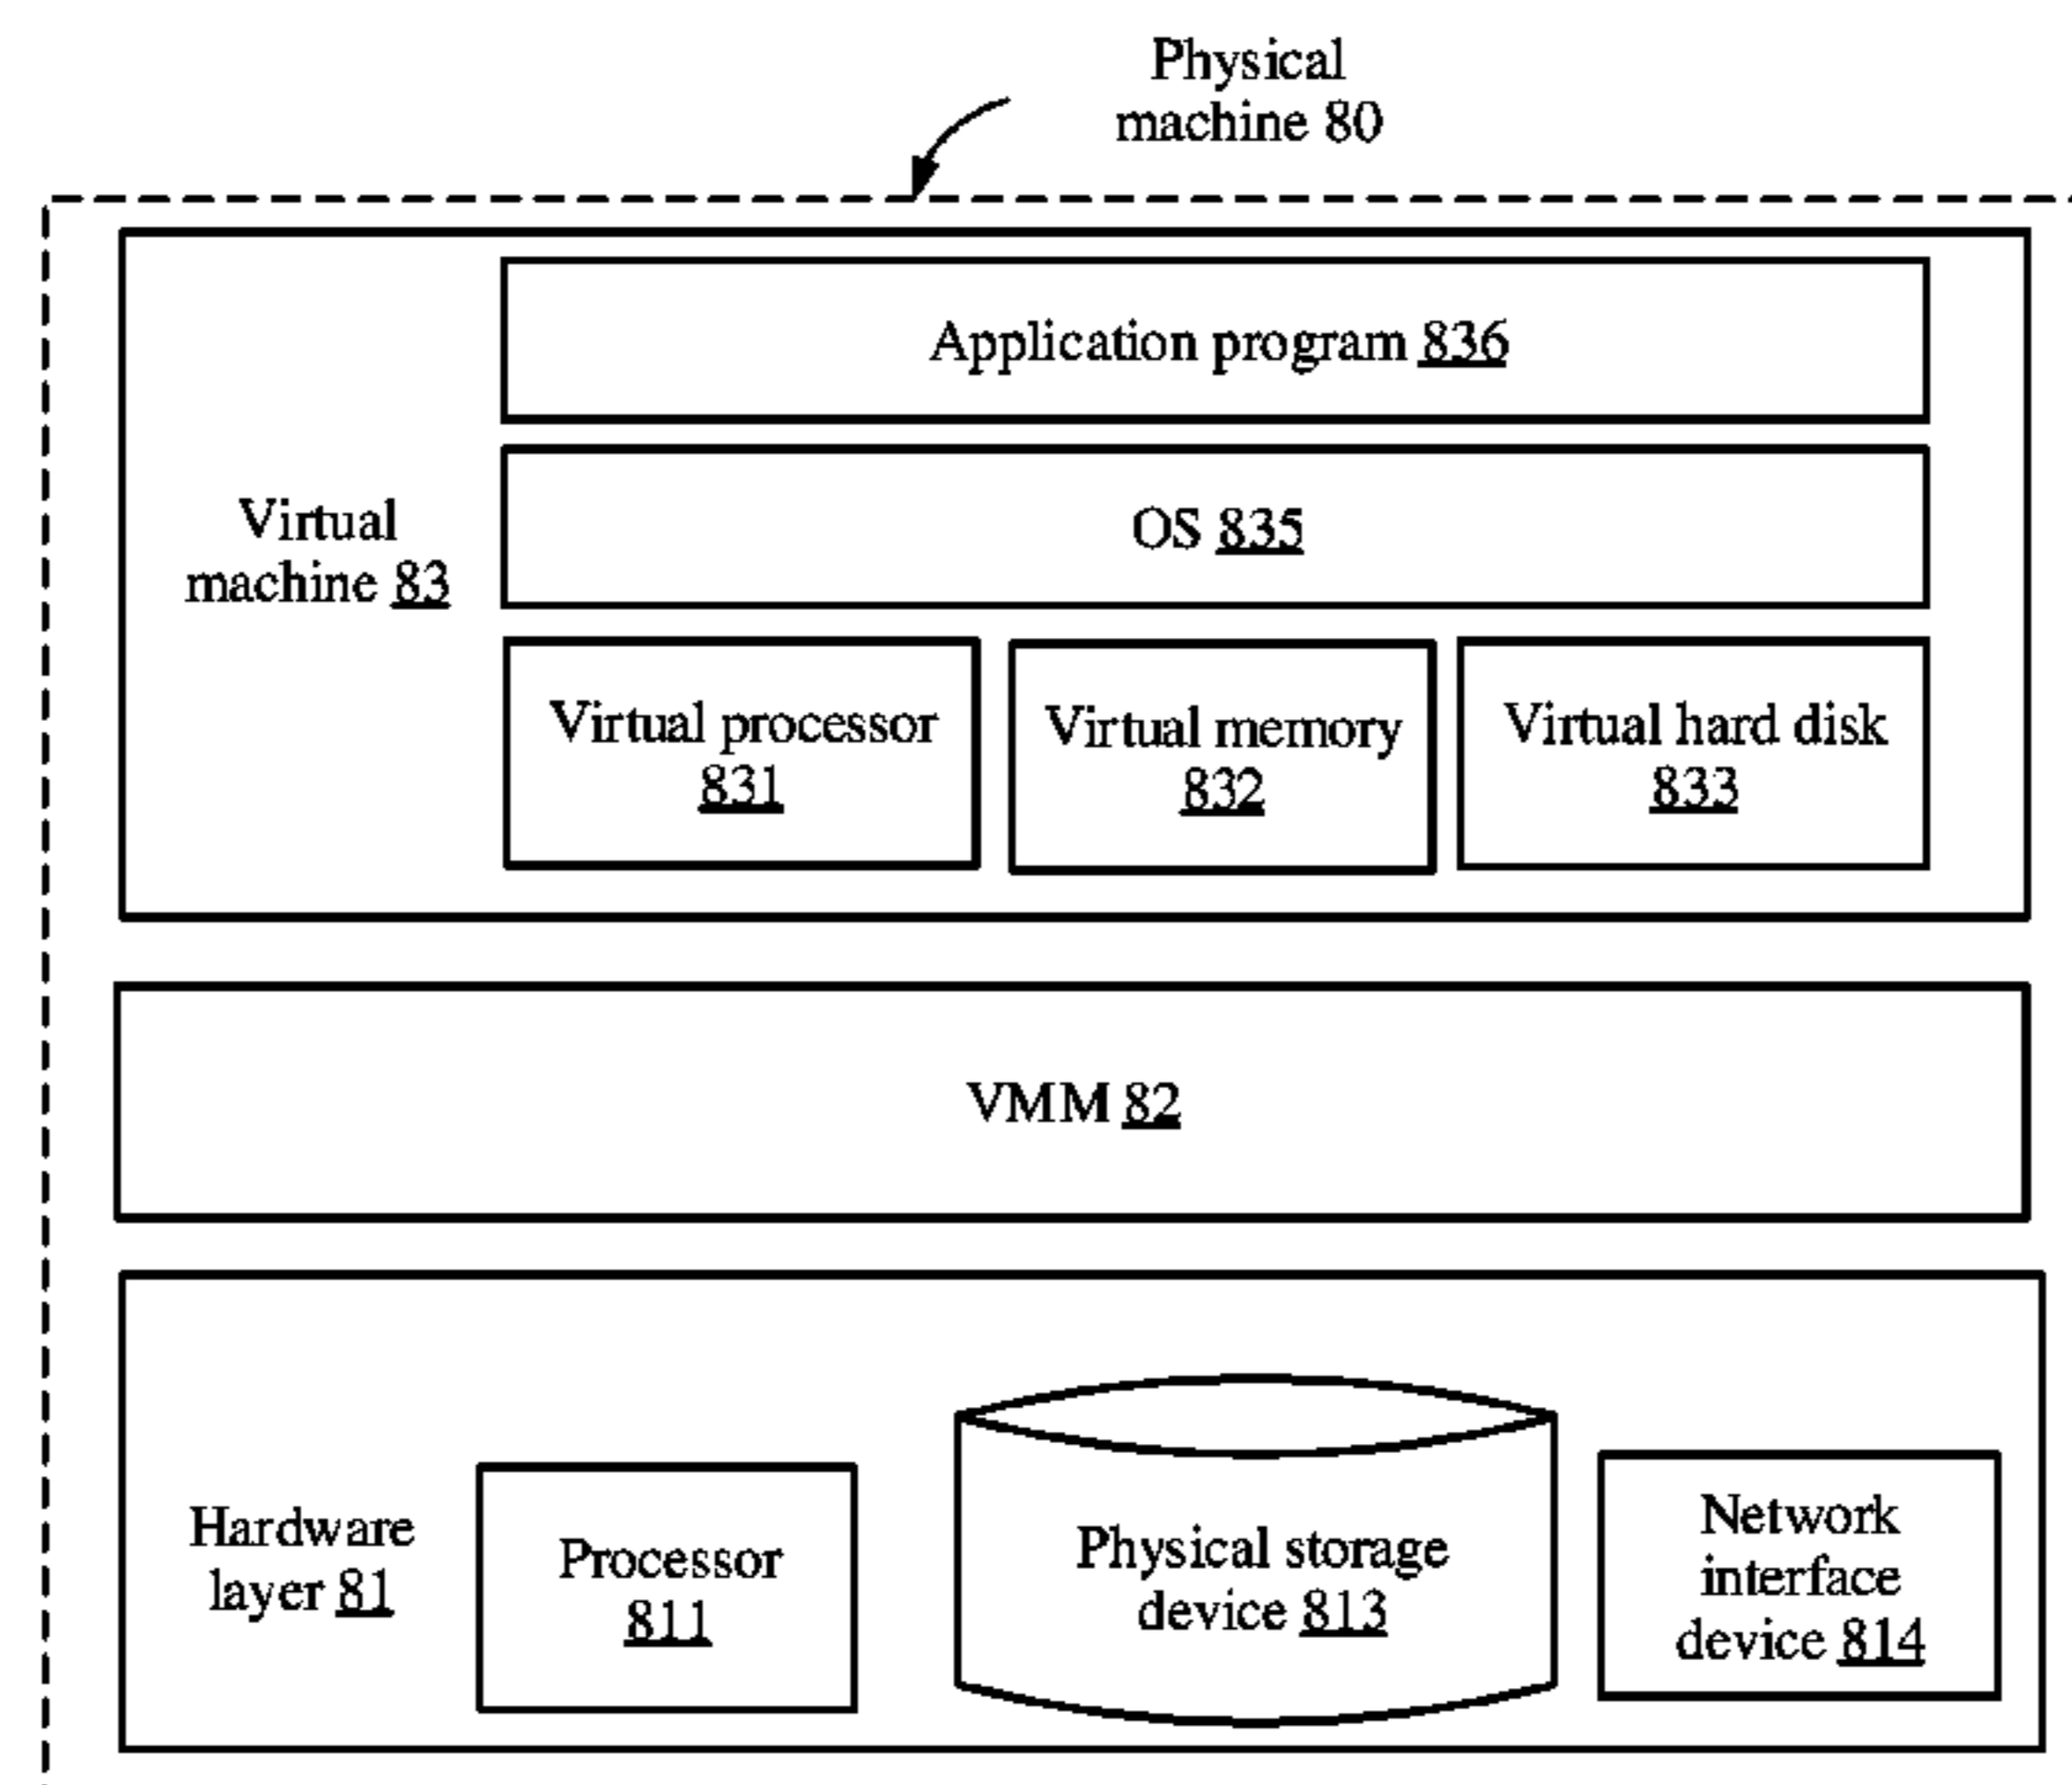 Physical
machine 80
Application program 836
OS 835
Virtual
machine 83
Virtual processor
831
Virtual memory
832
Virtual hard disk
833
VMM 82
Hardware
layer 81
Processor
811
Physical storage
device 813
Network
interface
device 814